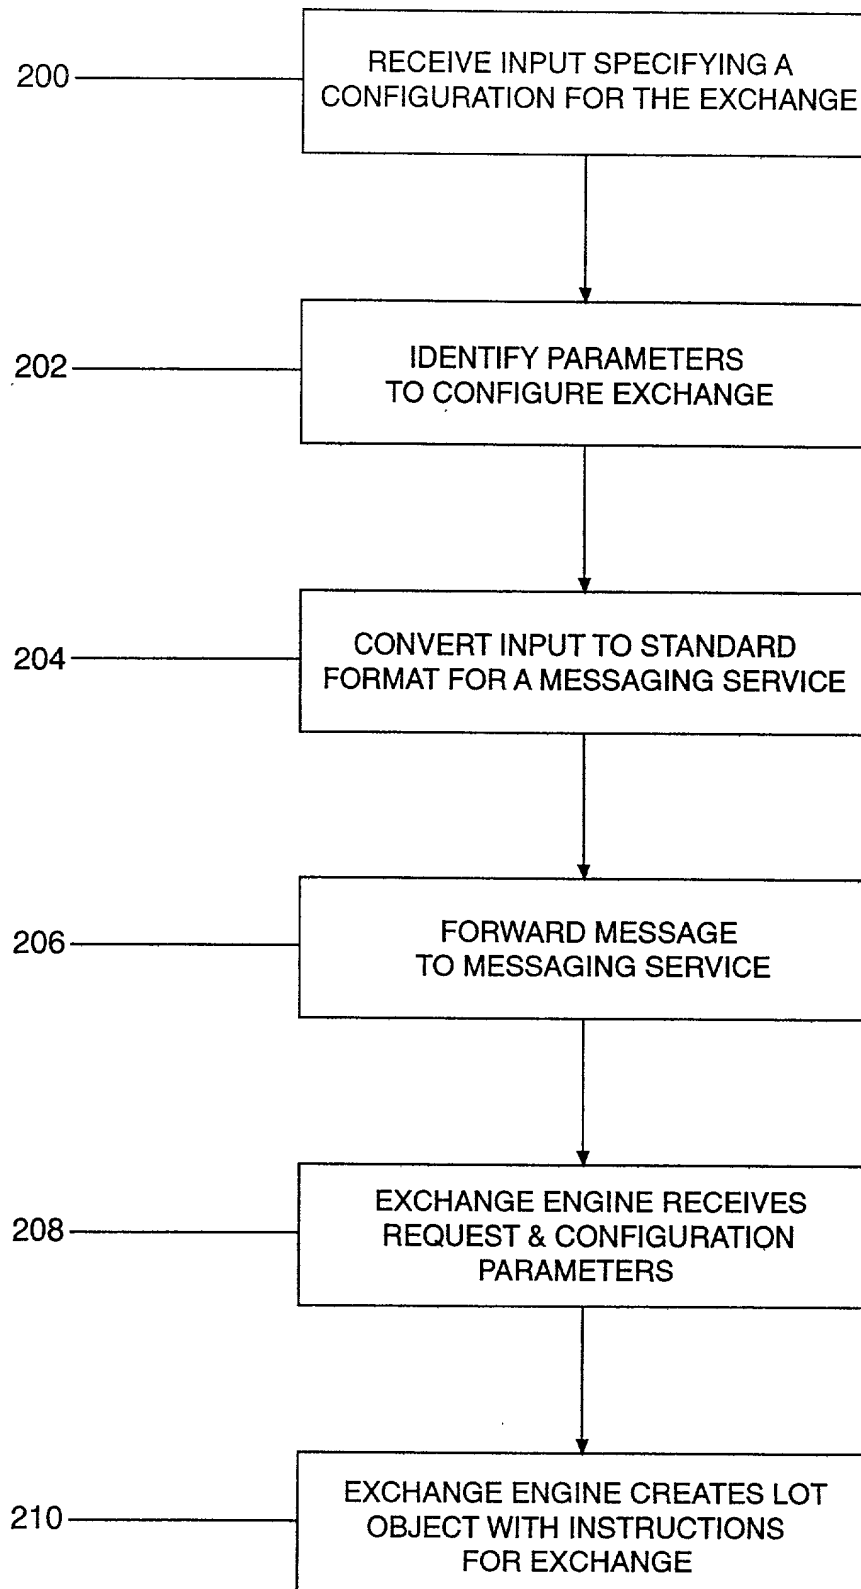 200
RECEIVE INPUT SPECIFYING A
CONFIGURATION FOR THE EXCHANGE
202
IDENTIFY PARAMETERS
TO CONFIGURE EXCHANGE
204
CONVERT INPUT TO STANDARD
FORMAT FOR A MESSAGING SERVICE
206
FORWARD MESSAGE
TO MESSAGING SERVICE
208
EXCHANGE ENGINE RECEIVES
REQUEST & CONFIGURATION
PARAMETERS
210
EXCHANGE ENGINE CREATES LOT
OBJECT WITH INSTRUCTIONS
FOR EXCHANGE